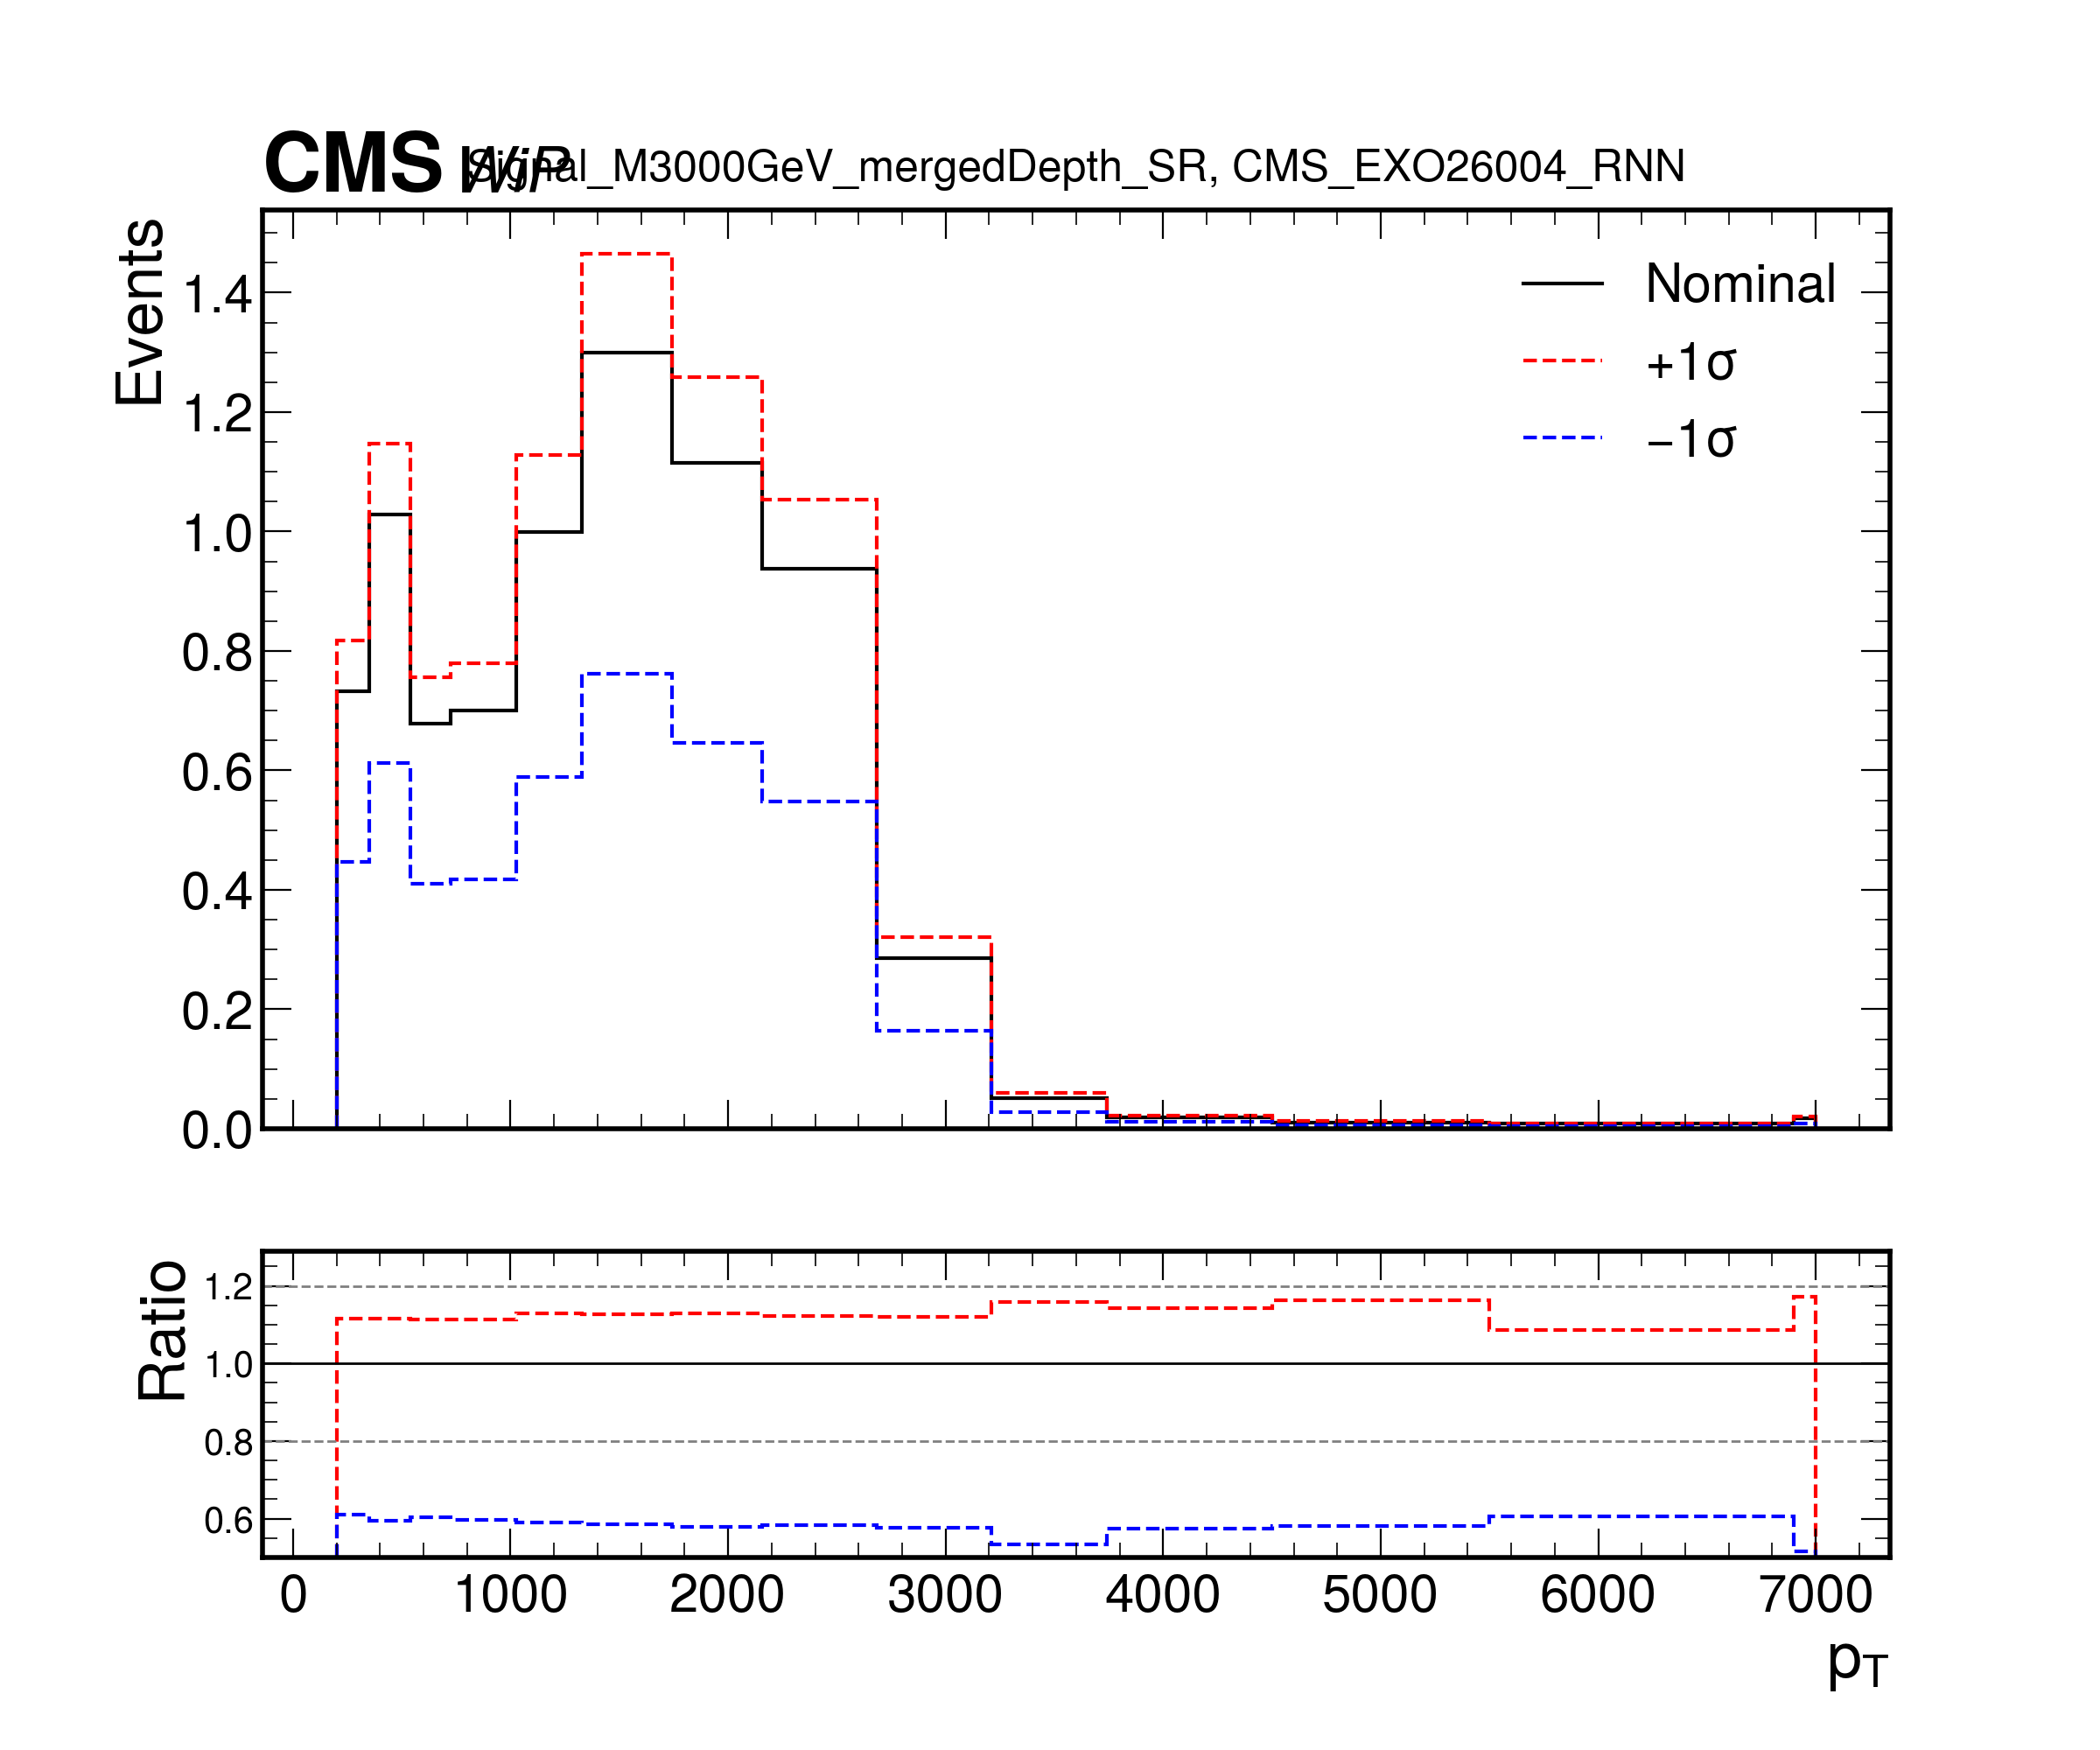 CMS WiP Signal_M3000GeV_mergedDepth_SR, CMS_EXO26004_RNN
Events
1.4
1.2
1.0
0.8
0.6
0.4
0.2
0.0
Nominal
+1σ
−1σ
Ratio
1.2
1.0
0.8
0.6
0 1000 2000 3000 4000 5000 6000 7000
pT